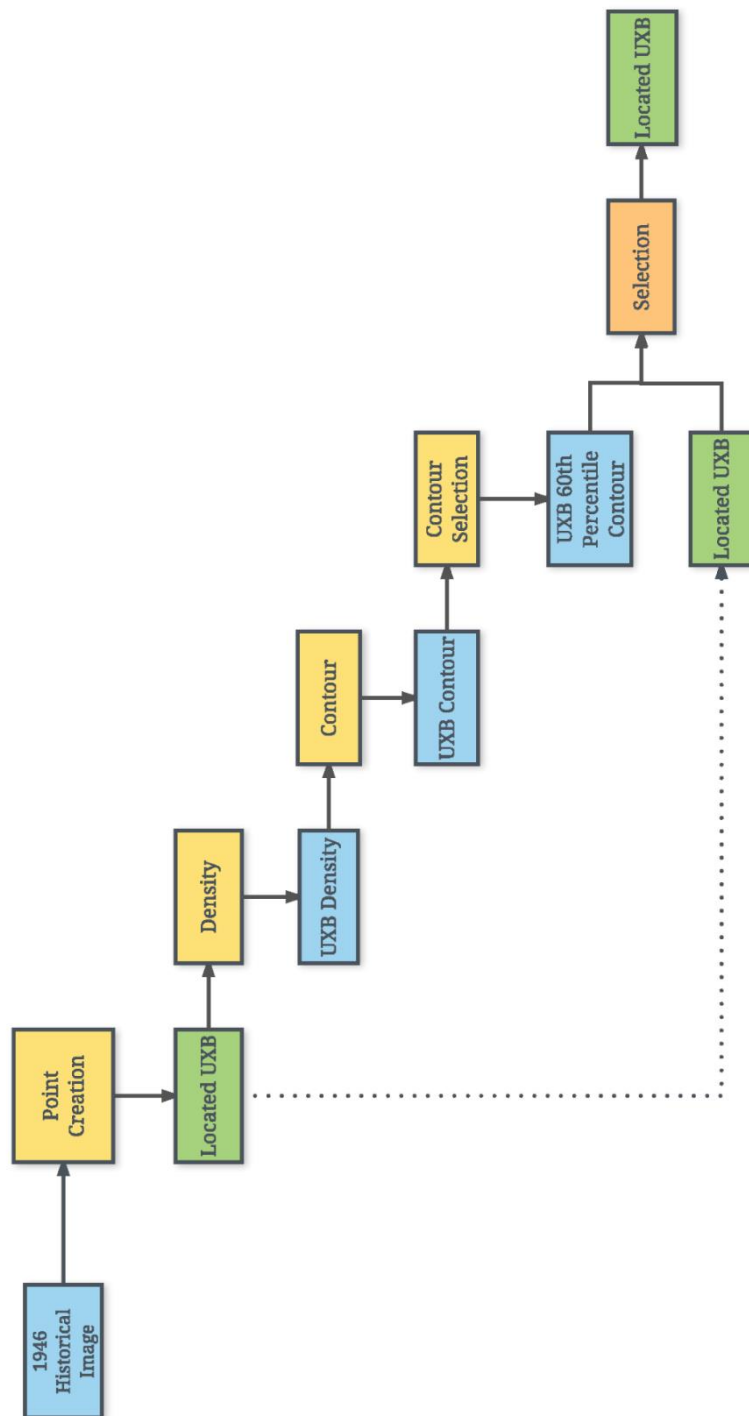 1946
Historical
Image
Point
Creation
Located UXB
Density
UXB Density
Contour
UXB Contour
Contour
Selection
UXB 60th
Percentile
Contour
Located UXB
Selection
Located UXB